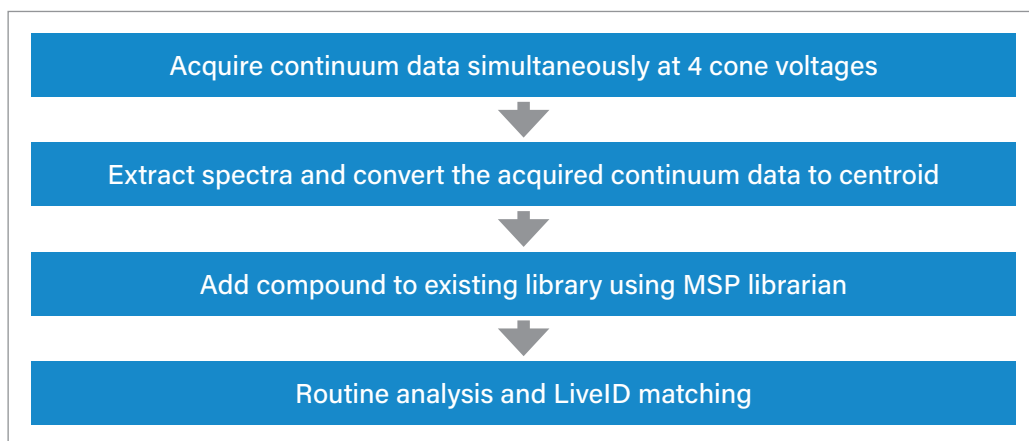 Acquire continuum data simultaneously at 4 cone voltages
Extract spectra and convert the acquired continuum data to centroid
Add compound to existing library using MSP librarian
Routine analysis and LiveID matching